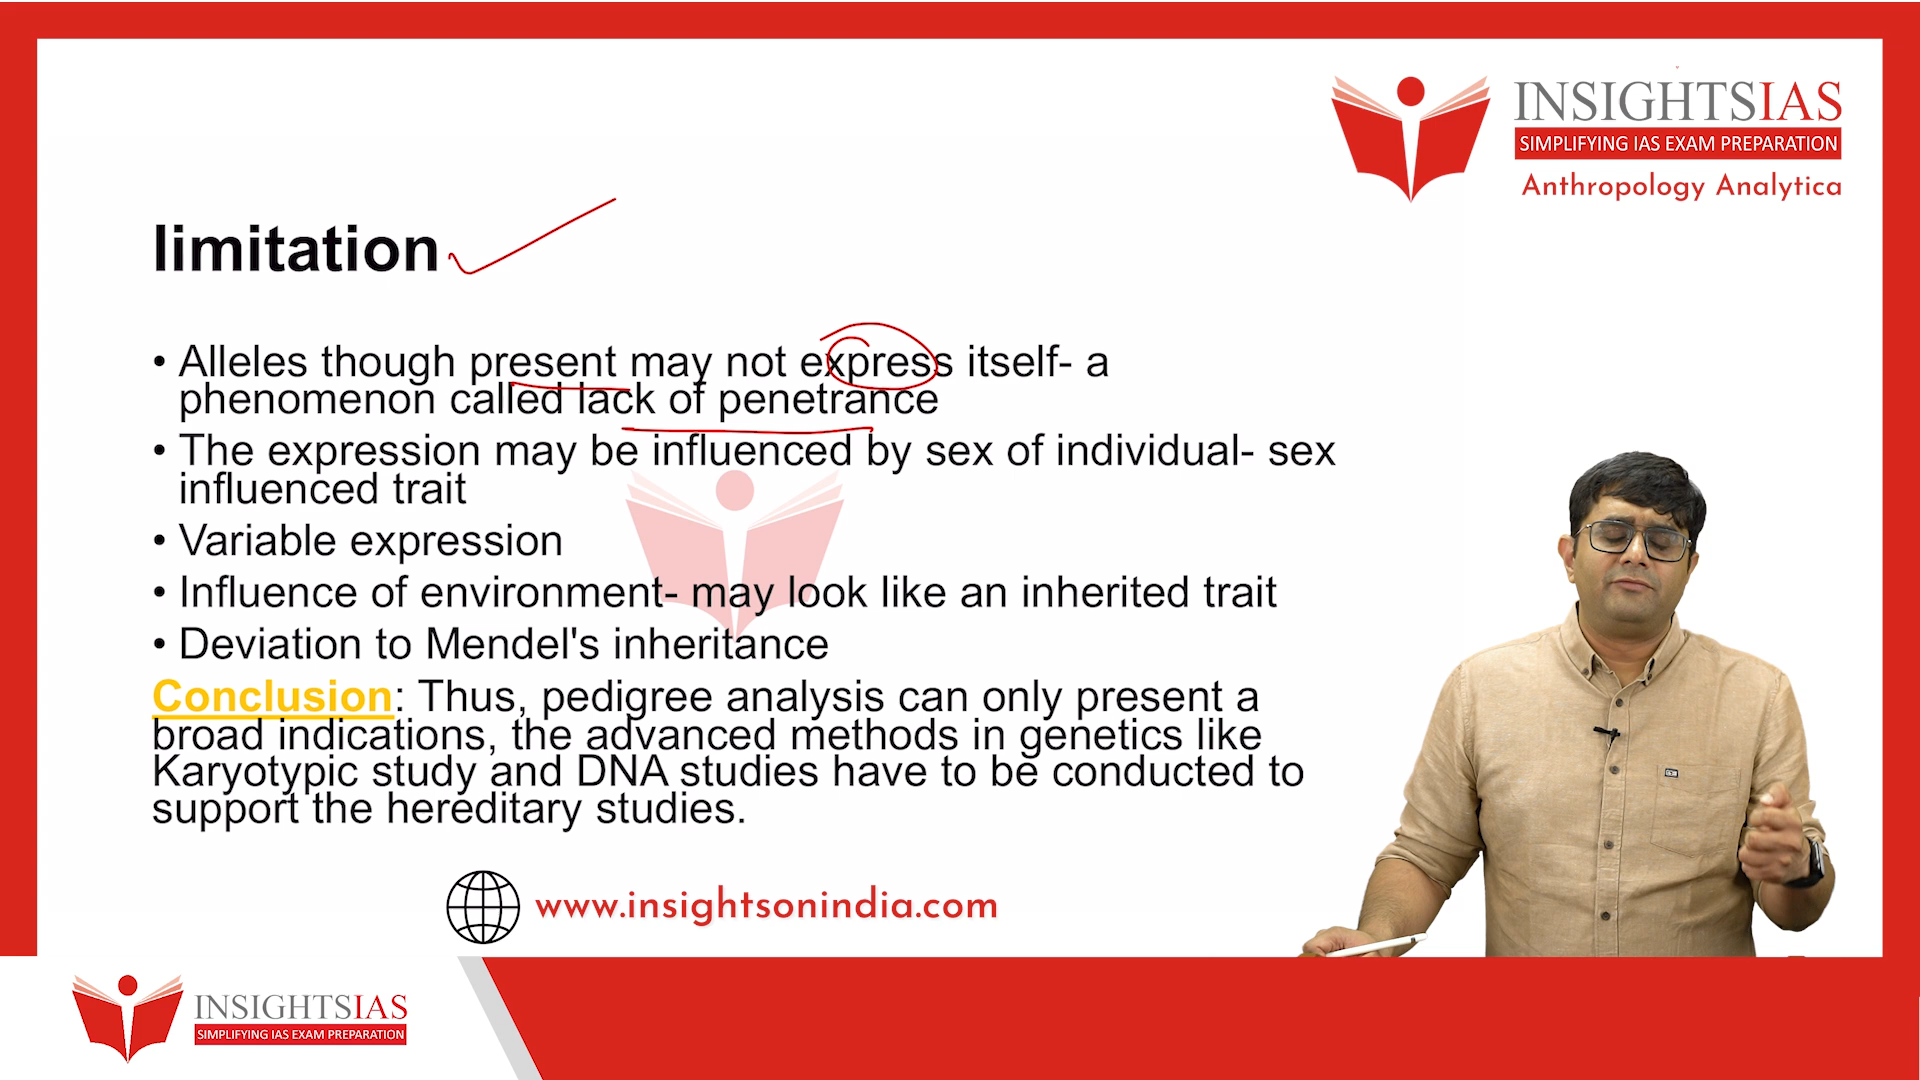 INSIGHTSIAS
SIMPLIFYING IAS EXAM PREPARATION
Anthropology Analytica
limitation
• Alleles though present may not express itself- a
phenomenon called lack of penetrance
• The expression may be influenced by sex of individual- sex
influenced trait
• Variable expression
• Influence of environment- may look like an inherited trait
• Deviation to Mendel's inheritance
Conclusion: Thus, pedigree analysis can only present a
broad indications, the advanced methods in genetics like
Karyotypic study and DNA studies have to be conducted to
support the hereditary studies.
www.insightsonindia.com
INSIGHTSIAS
SIMPLIFYING IAS EXAM PREPARATION